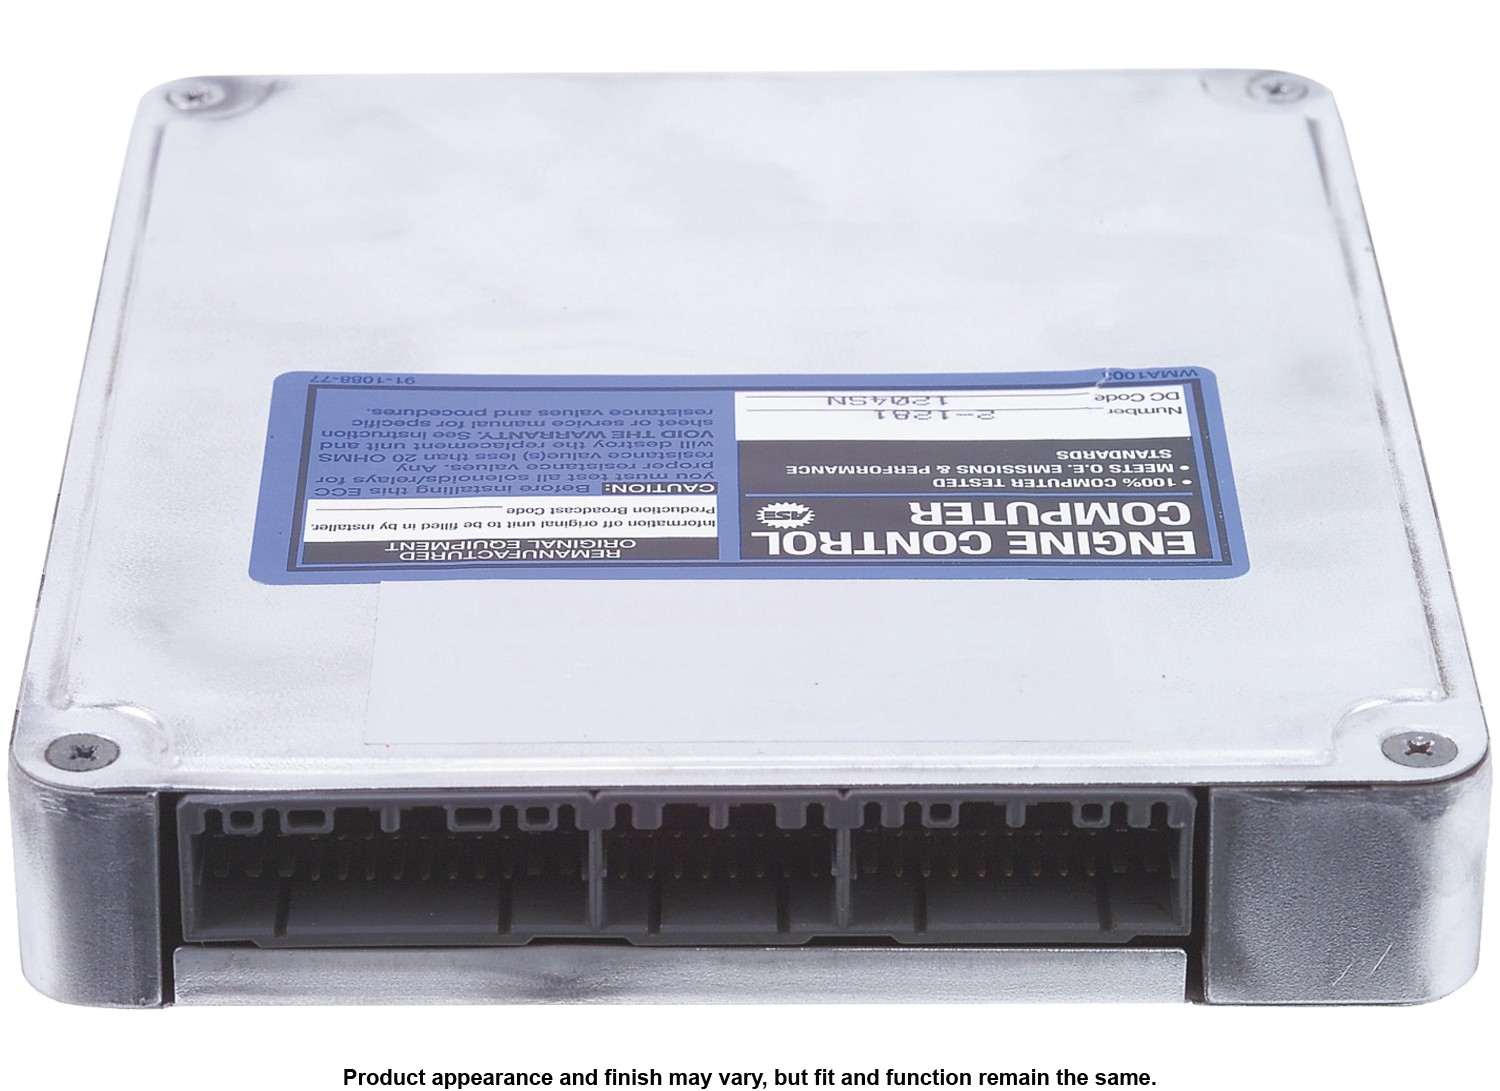 ENGINE CONTROL
COMPUTER
ASE
• 100% COMPUTER TESTED
• MEETS O.E. EMISSIONS & PERFORMANCE
STANDARDS
Number 2-1281
DC Code 1204SN
REMANUFACTURED
ORIGINAL EQUIPMENT
Information off original unit to be filled in by installer.
Production Broadcast Code
CAUTION: Before installing this ECC
you must test all solenoids/relays for
proper resistance values. Any
resistance value(s) less than 20 OHMS
will destroy the replacement unit and
VOID THE WARRANTY. See instruction
sheet or service manual for specific
resistance values and procedures.
91-1088-77
Product appearance and finish may vary, but fit and function remain the same.